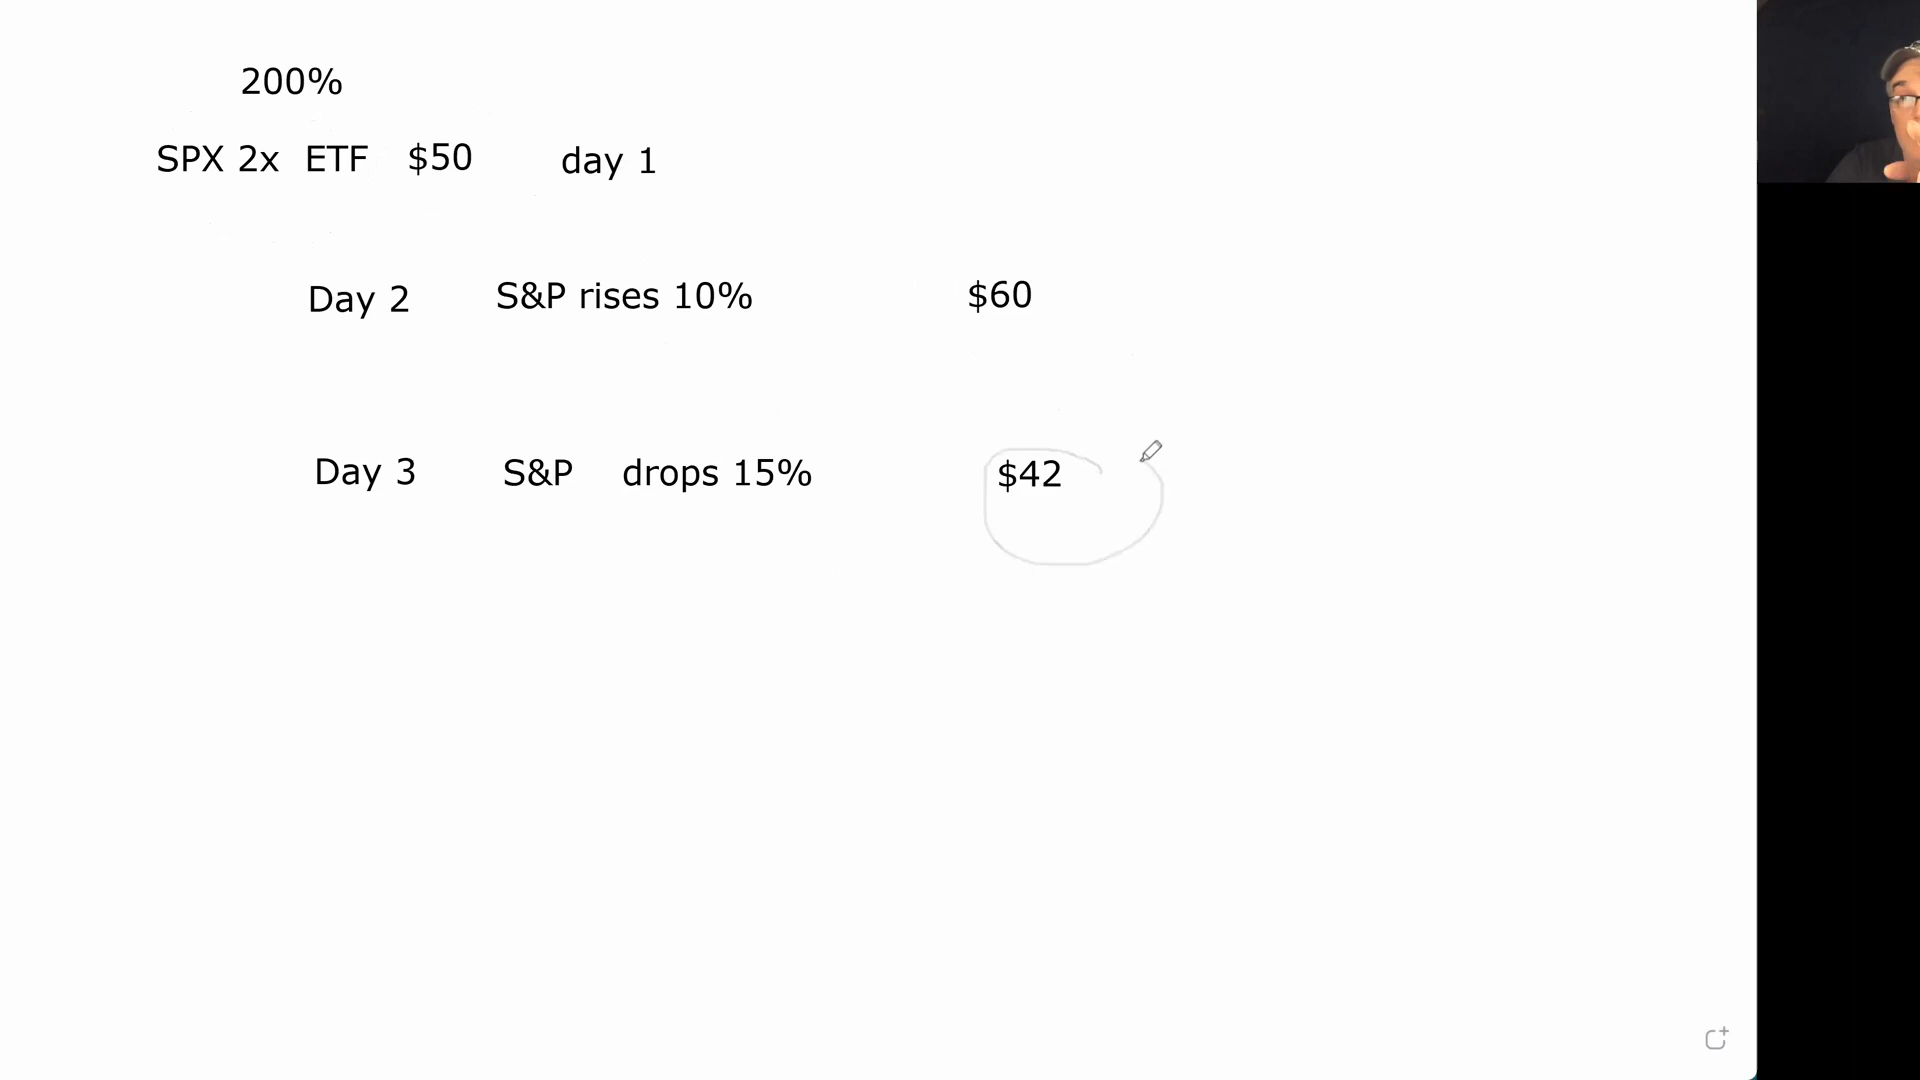 200%
SPX 2x ETF $50 day 1
Day 2 S&P rises 10% $60
Day 3 S&P drops 15% $42